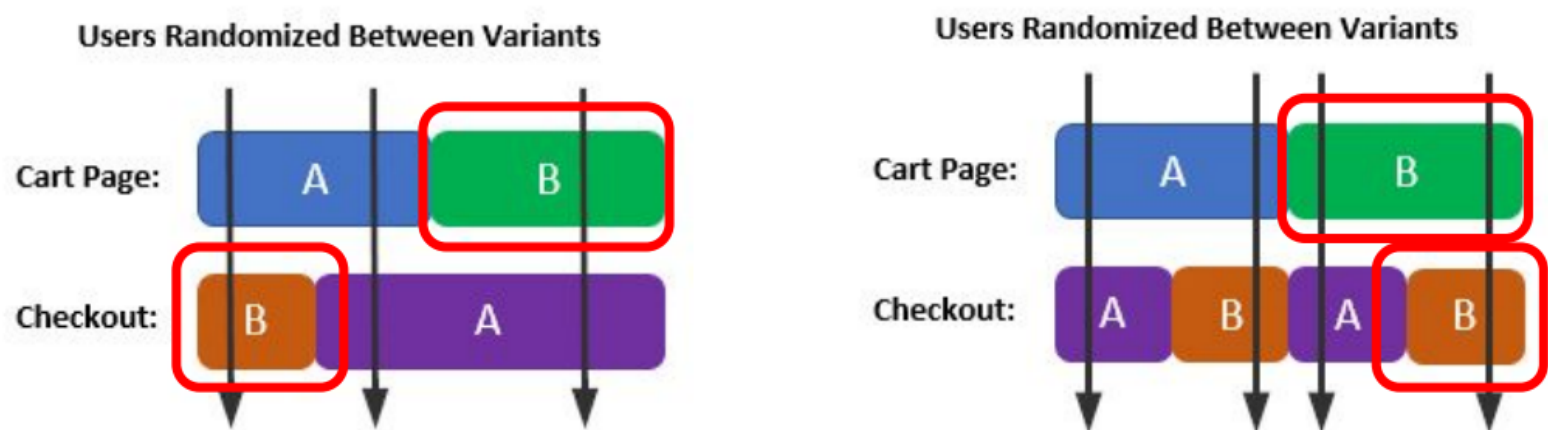 Users Randomized Between Variants
Cart Page: A B
Checkout: B A
Users Randomized Between Variants
Cart Page: A B
Checkout: A B A B